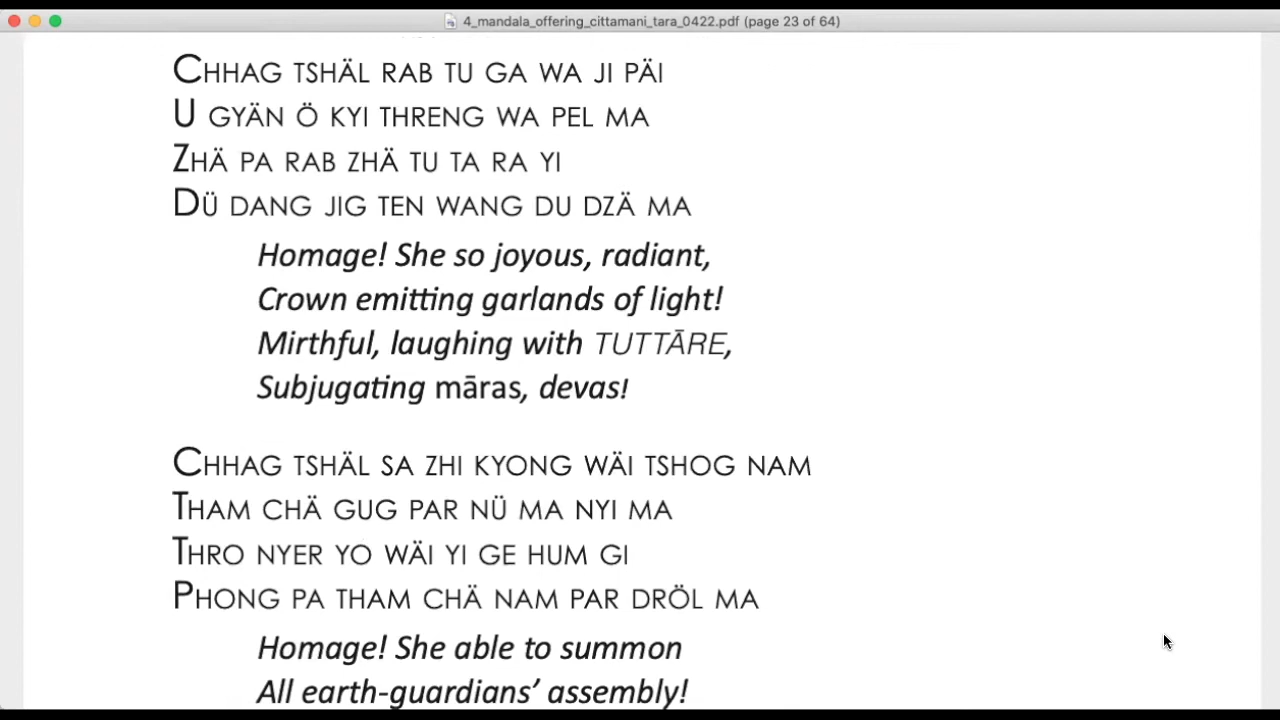 4_mandala_offering_cittamani_tara_0422.pdf (page 23 of 64)
CHHAG TSHÄL RAB TU GA WA JI PÄI
U GYÄN Ö KYI THRENG WA PEL MA
ZHÄ PA RAB ZHÄ TU TA RA YI
DÜ DANG JIG TEN WANG DU DZÄ MA
Homage! She so joyous, radiant,
Crown emitting garlands of light!
Mirthful, laughing with TUTTĀRE,
Subjugating māras, devas!
CHHAG TSHÄL SA ZHI KYONG WÄI TSHOG NAM
THAM CHÄ GUG PAR NÜ MA NYI MA
THRO NYER YO WÄI YI GE HUM GI
PHONG PA THAM CHÄ NAM PAR DRÖL MA
Homage! She able to summon
All earth-guardians’ assembly!